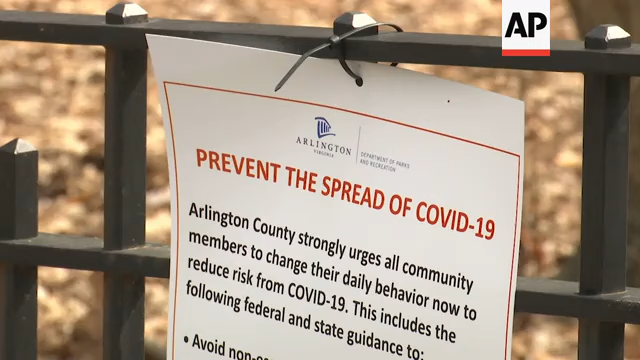 AP
ARLINGTON
VIRGINIA
DEPARTMENT OF PARKS
AND RECREATION
PREVENT THE SPREAD OF COVID-19
Arlington County strongly urges all community
members to change their daily behavior now to
reduce risk from COVID-19. This includes the
following federal and state guidance to:
• Avoid